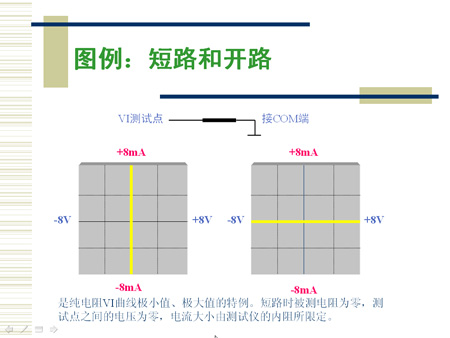 图例：短路和开路
VI测试点 接COM端
+8mA +8mA
-8V +8V -8V +8V
-8mA -8mA
是纯电阻VI曲线极小值、极大值的特例。短路时被测电阻为零，测
试点之间的电压为零，电流大小由测试仪的内阻所限定。